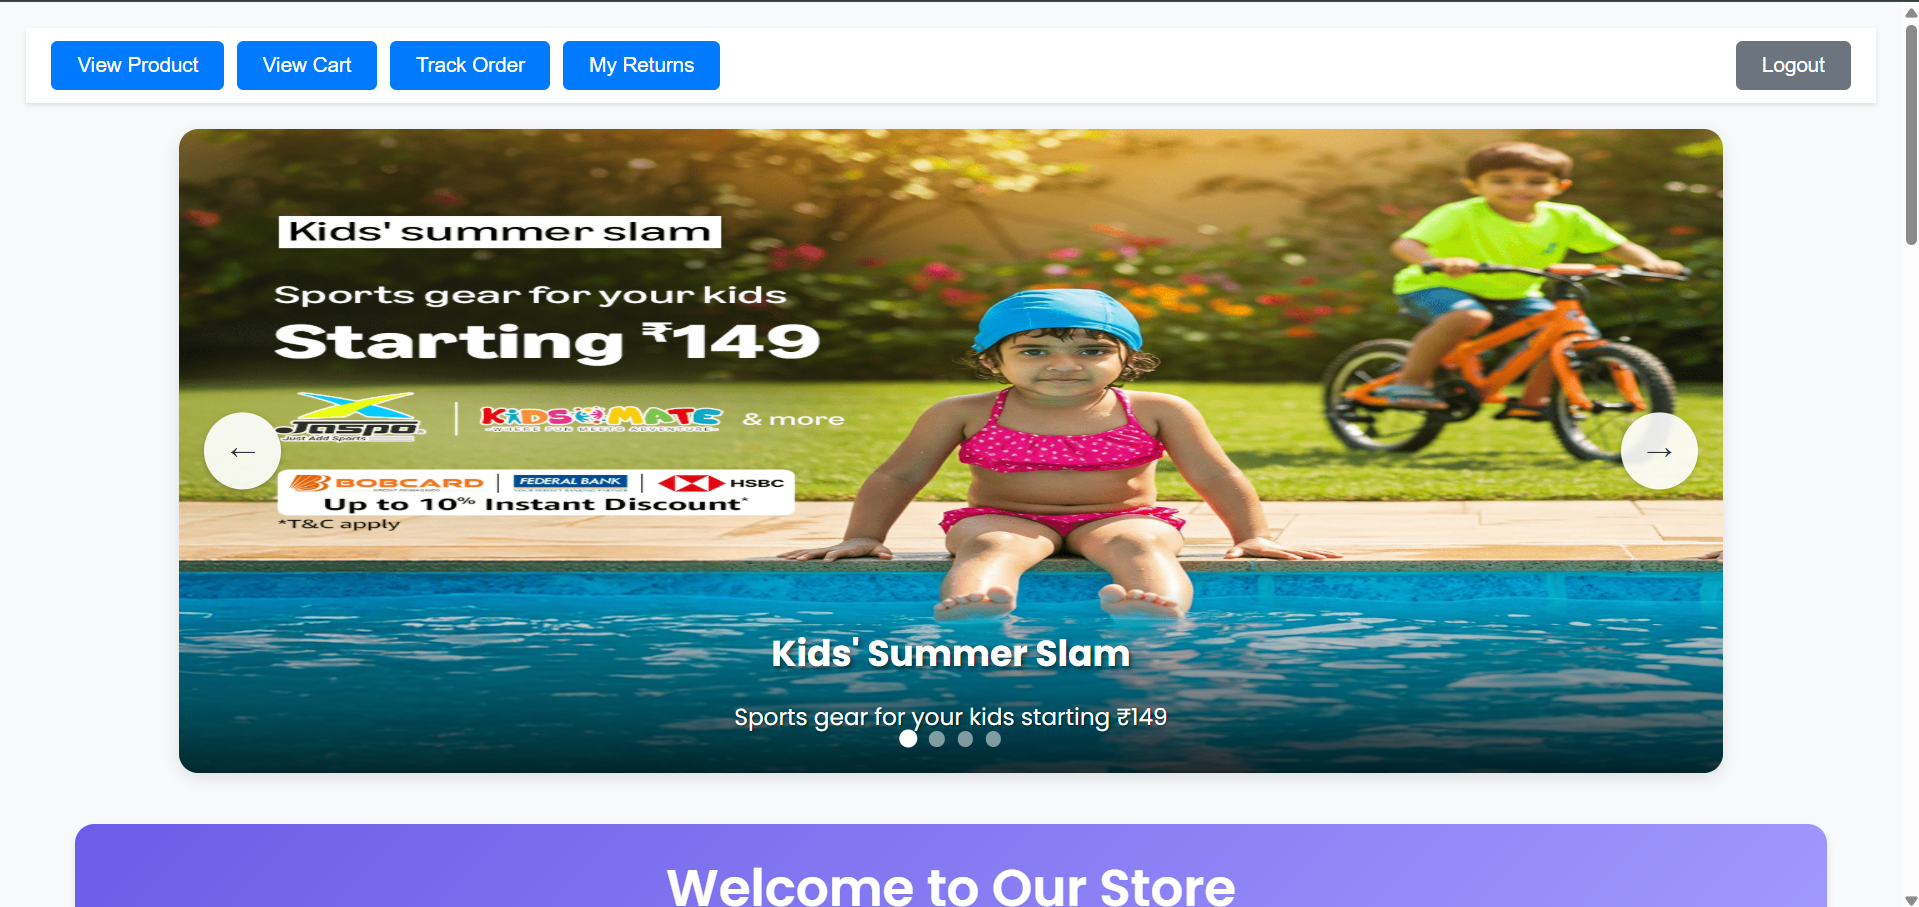 View Product
View Cart
Track Order
My Returns
Logout
Kids' summer slam
Sports gear for your kids
Starting ₹149
Jaspo
Just Add Sports
KIDSMATE
WHERE FUN MEETS ADVENTURE
& more
BOBCARD
FEDERAL BANK
HSBC
Up to 10% Instant Discount*
*T&C apply
←
→
Kids' Summer Slam
Sports gear for your kids starting ₹149
Welcome to Our Store